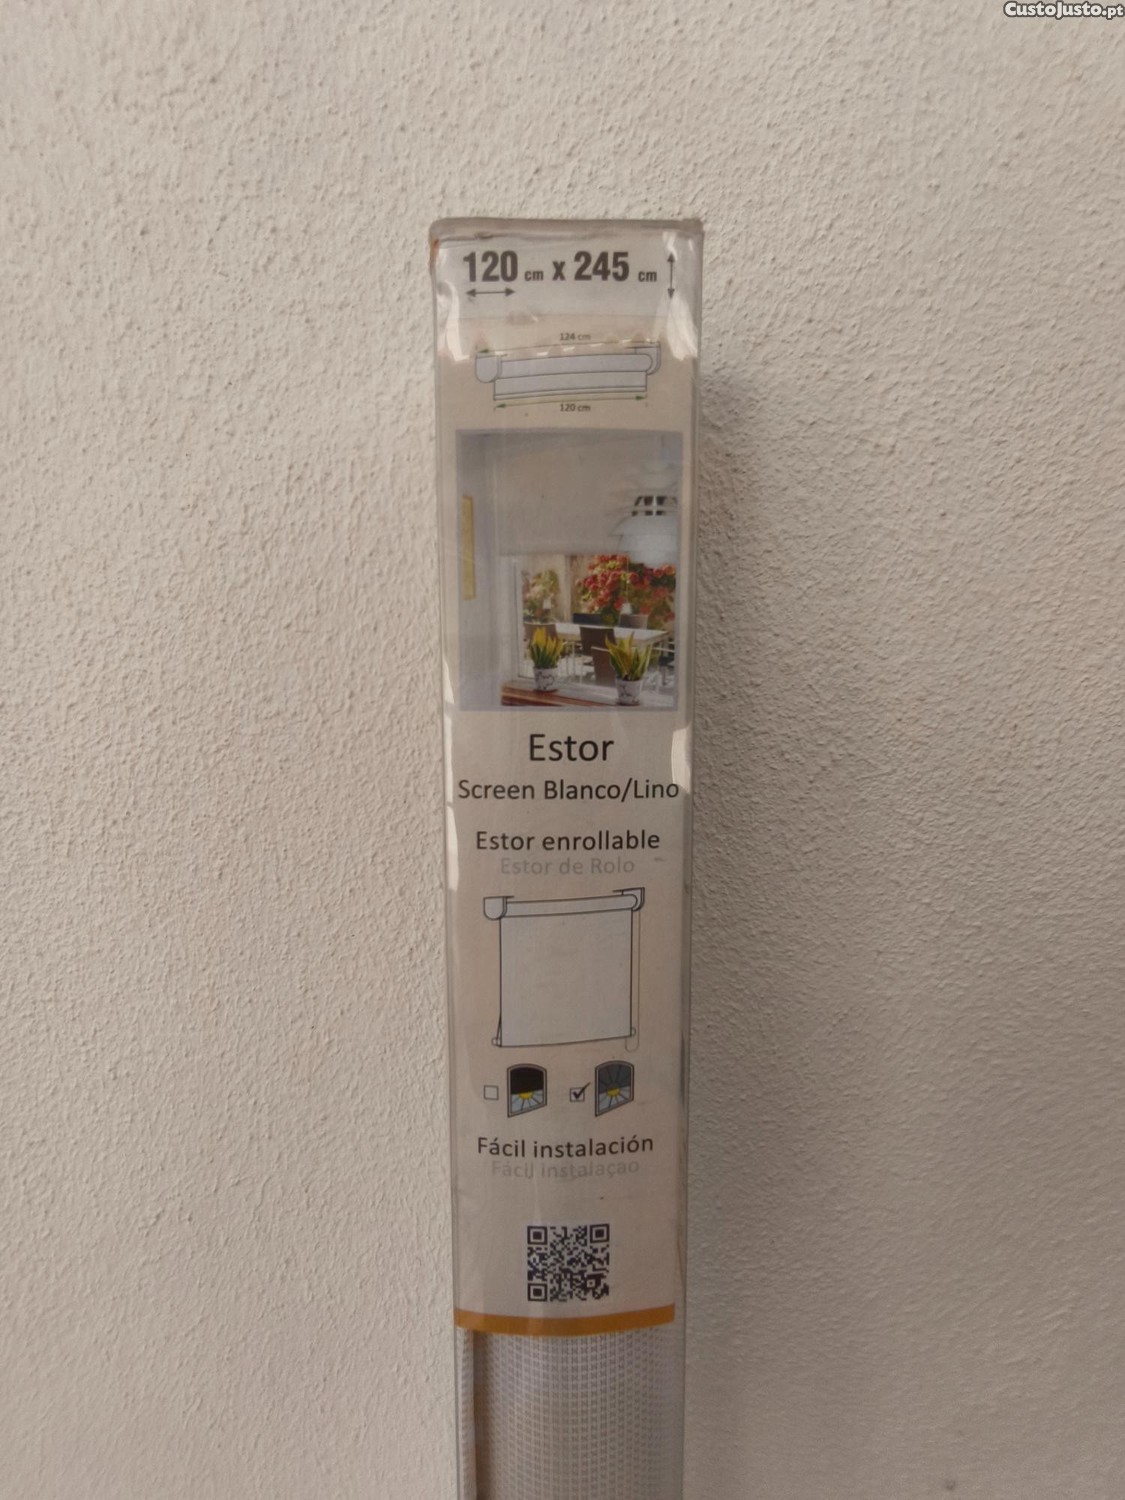 CustoJusto.pt
120 cm x 245 cm
124 cm
120 cm
Estor
Screen Blanco/Lino
Estor enrollable
Estor de Rolo
Fácil instalación
Fácil instalaçao